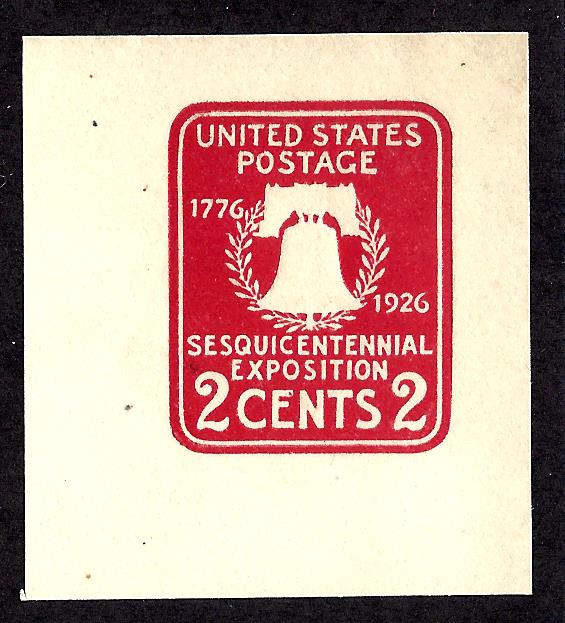 UNITED STATES
POSTAGE
1776
1926
SESQUICENTENNIAL
EXPOSITION
2 CENTS 2